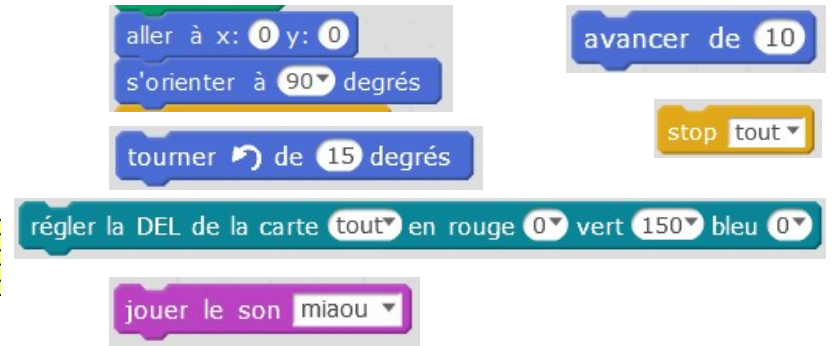 aller à x: 0 y: 0
avancer de 10
s'orienter à 90 degrés
stop tout
tourner de 15 degrés
régler la DEL de la carte tout en rouge 0 vert 150 bleu 0
jouer le son miaou